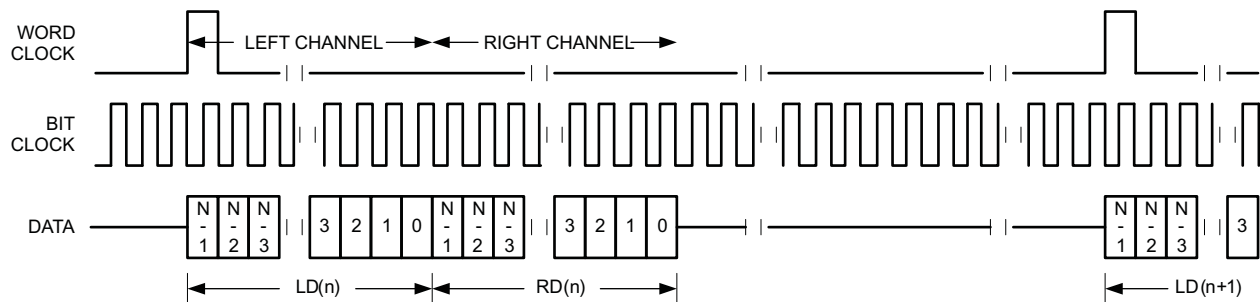 WORD
CLOCK
LEFT CHANNEL
RIGHT CHANNEL
BIT
CLOCK
DATA
N-1 N-2 N-3 3 2 1 0 N-1 N-2 N-3 3 2 1 0 N-1 N-2 N-3 3
LD(n)
RD(n)
LD(n+1)